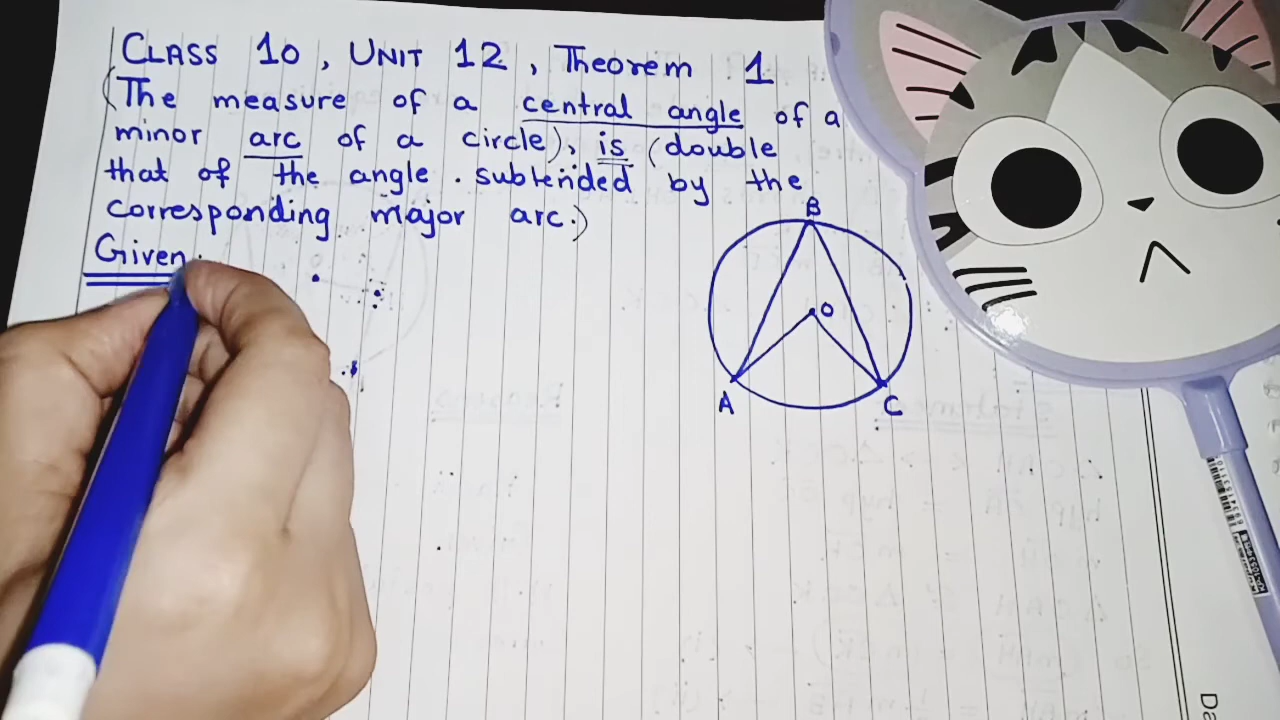 CLASS 10, UNIT 12, Theorem 1
(The measure of a central angle of a
minor arc of a circle), is (double
that of the angle. subtended by the
corresponding major arc.)
Given:
B
O
A
C